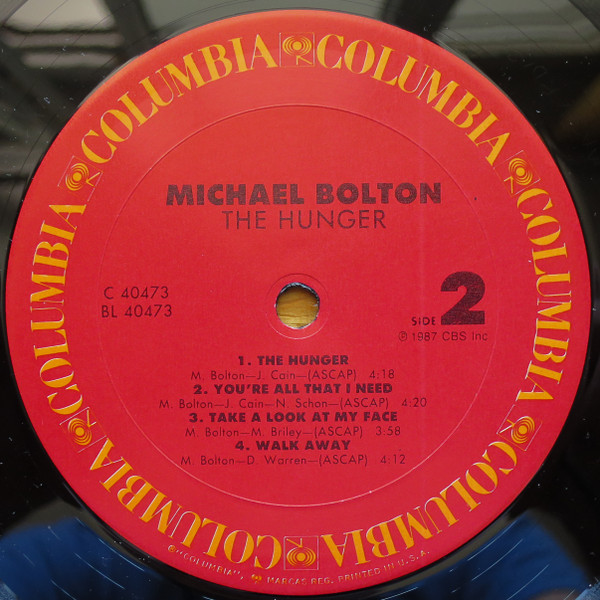 COLUMBIA COLUMBIA COLUMBIA COLUMBIA COLUMBIA COLUMBIA COLUMBIA COLUMBIA
MICHAEL BOLTON
THE HUNGER
C 40473
BL 40473
SIDE 2
℗ 1987 CBS Inc
1. THE HUNGER
M. Bolton—J. Cain—(ASCAP) 4:18
2. YOU'RE ALL THAT I NEED
M. Bolton—J. Cain—N. Schon—(ASCAP) 4:20
3. TAKE A LOOK AT MY FACE
M. Bolton—M. Briley—(ASCAP) 3:58
4. WALK AWAY
M. Bolton—D. Warren—(ASCAP) 4:12
©"COLUMBIA", MARCAS REG. PRINTED IN U.S.A.